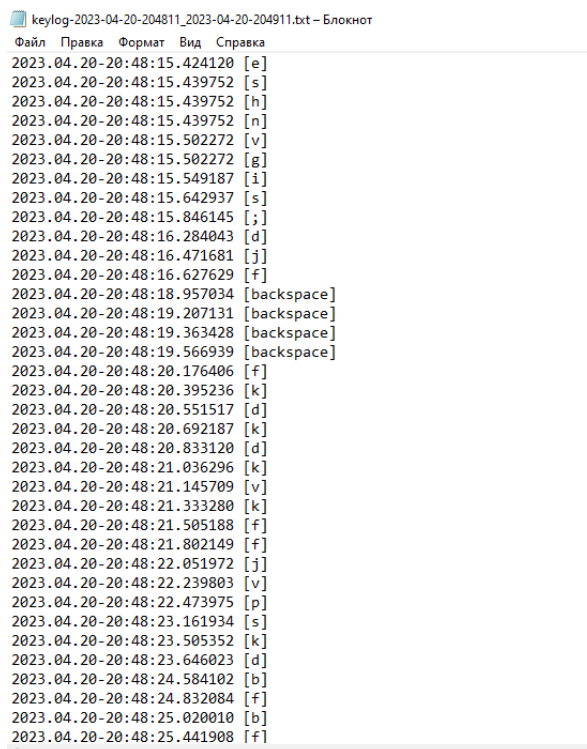 keylog-2023-04-20-204811_2023-04-20-204911.txt – Блокнот
Файл Правка Формат Вид Справка
2023.04.20-20:48:15.424120 [e]
2023.04.20-20:48:15.439752 [s]
2023.04.20-20:48:15.439752 [h]
2023.04.20-20:48:15.439752 [n]
2023.04.20-20:48:15.502272 [v]
2023.04.20-20:48:15.502272 [g]
2023.04.20-20:48:15.549187 [i]
2023.04.20-20:48:15.642937 [s]
2023.04.20-20:48:15.846145 [;]
2023.04.20-20:48:16.284043 [d]
2023.04.20-20:48:16.471681 [j]
2023.04.20-20:48:16.627629 [f]
2023.04.20-20:48:18.957034 [backspace]
2023.04.20-20:48:19.207131 [backspace]
2023.04.20-20:48:19.363428 [backspace]
2023.04.20-20:48:19.566939 [backspace]
2023.04.20-20:48:20.176406 [f]
2023.04.20-20:48:20.395236 [k]
2023.04.20-20:48:20.551517 [d]
2023.04.20-20:48:20.692187 [k]
2023.04.20-20:48:20.833120 [d]
2023.04.20-20:48:21.036296 [k]
2023.04.20-20:48:21.145709 [v]
2023.04.20-20:48:21.333280 [k]
2023.04.20-20:48:21.505188 [f]
2023.04.20-20:48:21.802149 [f]
2023.04.20-20:48:22.051972 [j]
2023.04.20-20:48:22.239803 [v]
2023.04.20-20:48:22.473975 [p]
2023.04.20-20:48:23.161934 [s]
2023.04.20-20:48:23.505352 [k]
2023.04.20-20:48:23.646023 [d]
2023.04.20-20:48:24.584102 [b]
2023.04.20-20:48:24.832084 [f]
2023.04.20-20:48:25.020010 [b]
2023.04.20-20:48:25.441908 [f]